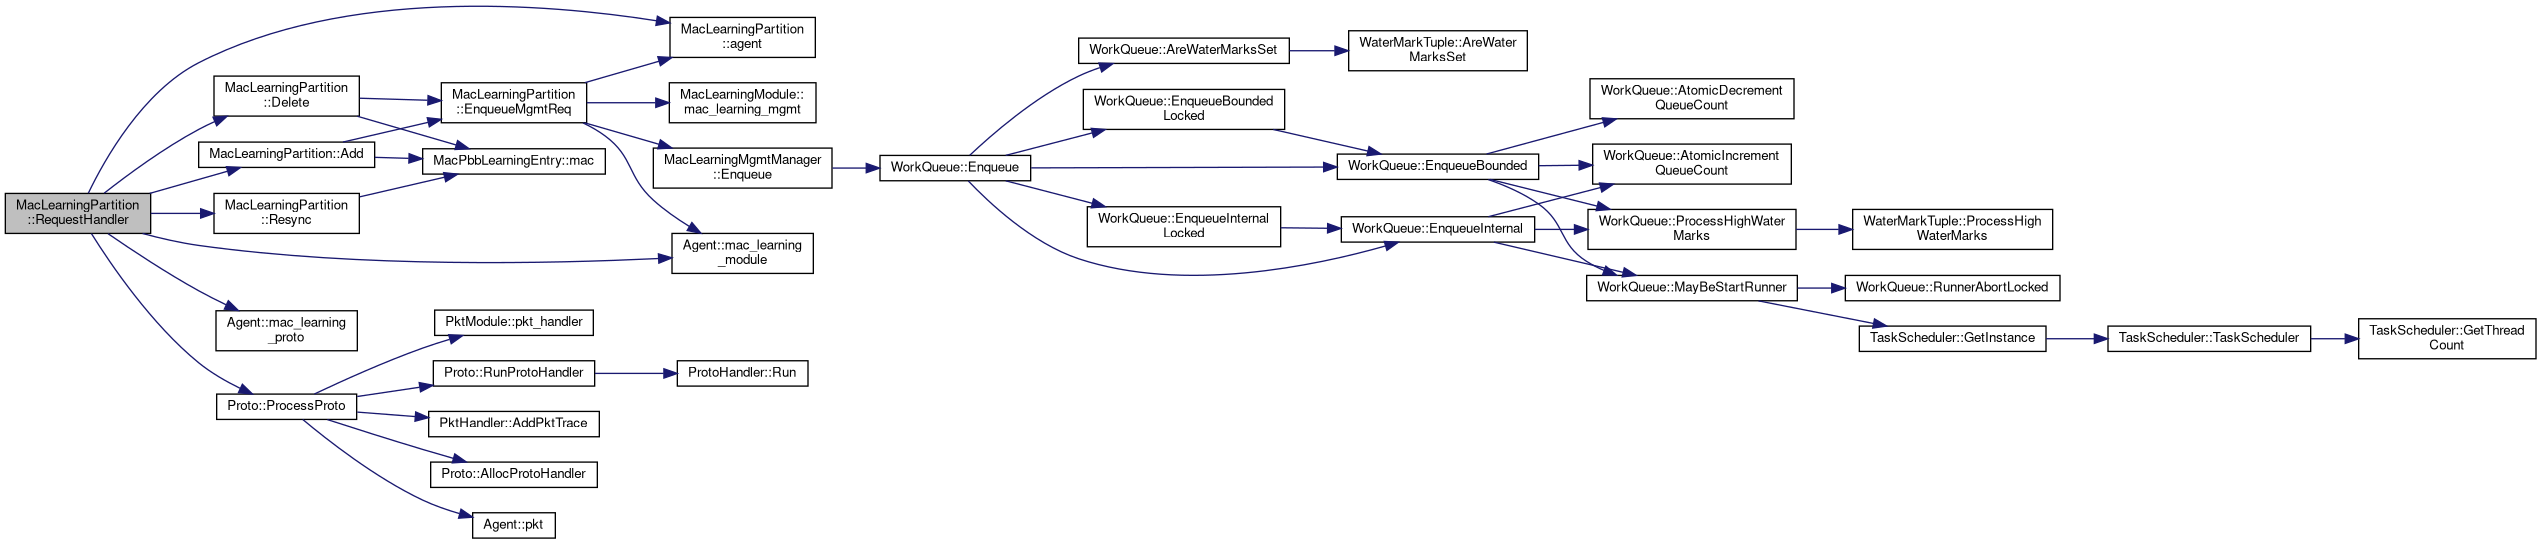 MacLearningPartition
::RequestHandler
MacLearningPartition
::agent
MacLearningPartition
::Delete
MacLearningPartition
::EnqueueMgmtReq
MacLearningModule::
mac_learning_mgmt
MacLearningPartition::Add
MacPbbLearningEntry::mac
MacLearningMgmtManager
::Enqueue
MacLearningPartition
::Resync
Agent::mac_learning
_module
Agent::mac_learning
_proto
Proto::ProcessProto
PktModule::pkt_handler
Proto::RunProtoHandler
ProtoHandler::Run
PktHandler::AddPktTrace
Proto::AllocProtoHandler
Agent::pkt
WorkQueue::Enqueue
WorkQueue::AreWaterMarksSet
WaterMarkTuple::AreWater
MarksSet
WorkQueue::EnqueueBounded
Locked
WorkQueue::EnqueueBounded
WorkQueue::EnqueueInternal
Locked
WorkQueue::EnqueueInternal
WorkQueue::AtomicDecrement
QueueCount
WorkQueue::AtomicIncrement
QueueCount
WorkQueue::ProcessHighWater
Marks
WaterMarkTuple::ProcessHigh
WaterMarks
WorkQueue::MayBeStartRunner
WorkQueue::RunnerAbortLocked
TaskScheduler::GetInstance
TaskScheduler::TaskScheduler
TaskScheduler::GetThread
Count